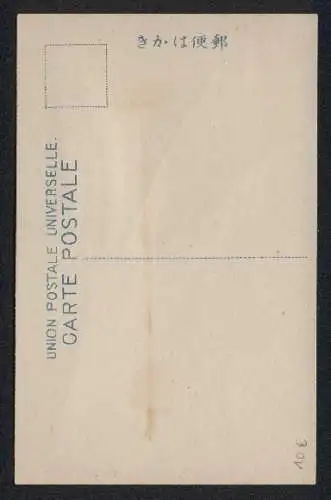 きかは便郵
UNION POSTALE UNIVERSELLE.
CARTE POSTALE
10 €